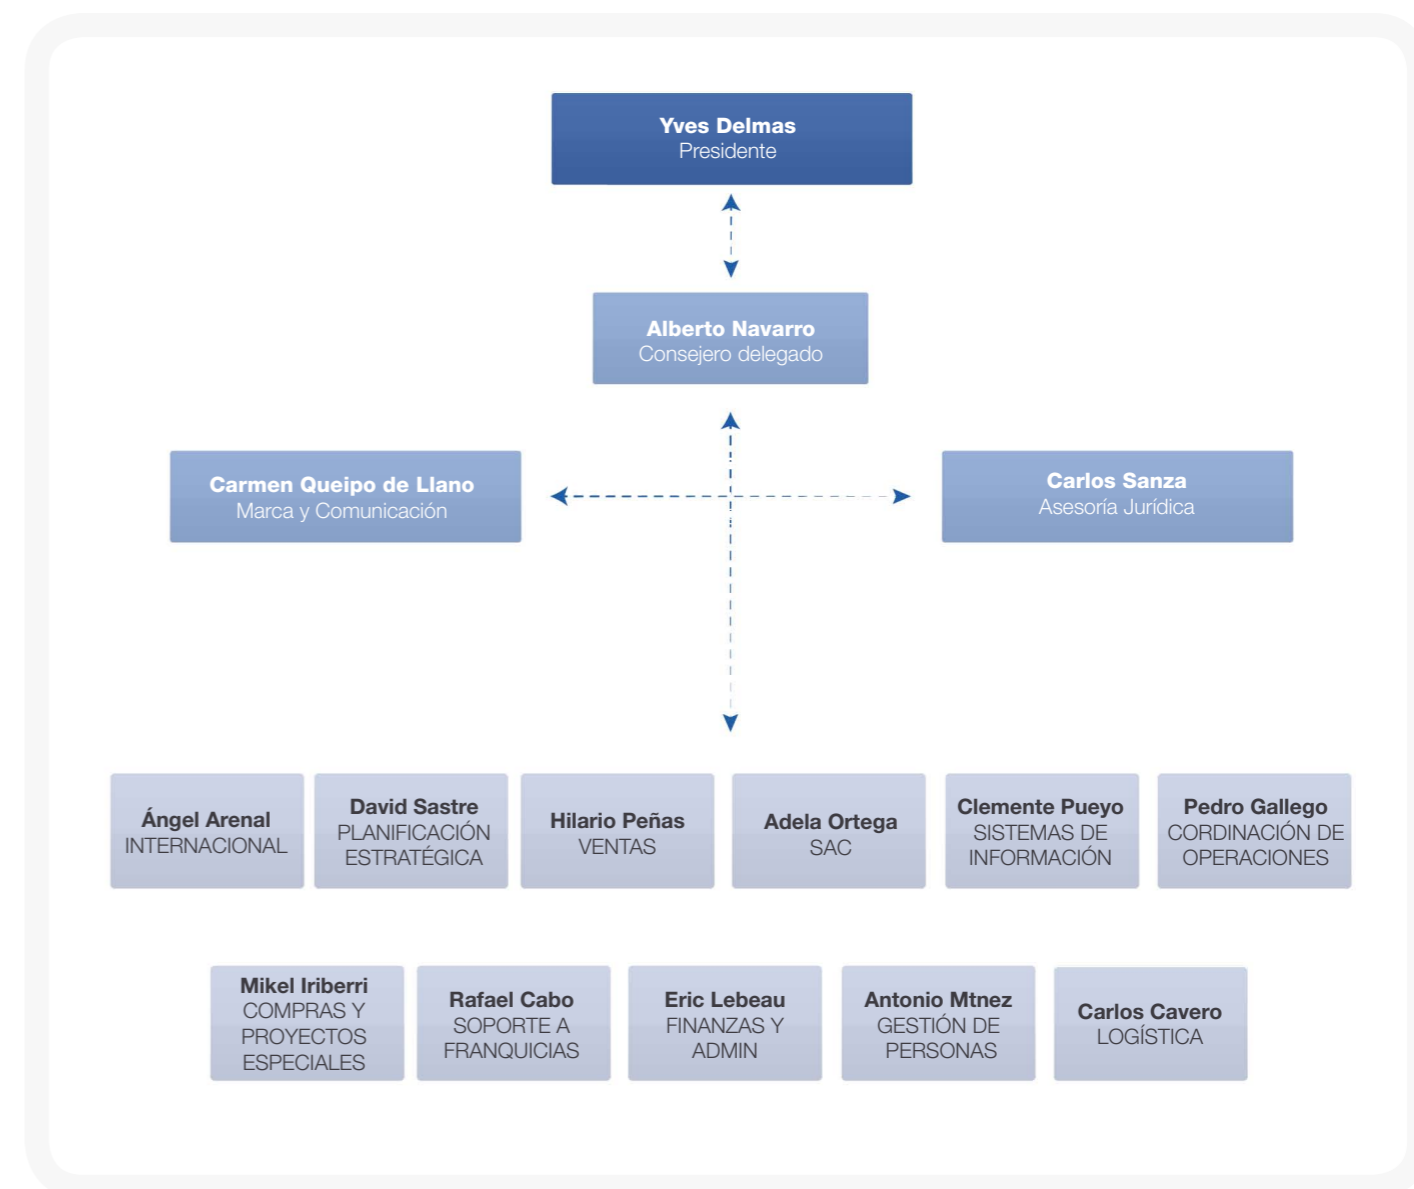 Yves Delmas
Presidente
Alberto Navarro
Consejero delegado
Carmen Queipo de Llano
Marca y Comunicación
Carlos Sanza
Asesoría Jurídica
Ángel Arenal
INTERNACIONAL
David Sastre
PLANIFICACIÓN
ESTRATÉGICA
Hilario Peñas
VENTAS
Adela Ortega
SAC
Clemente Pueyo
SISTEMAS DE
INFORMACIÓN
Pedro Gallego
CORDINACIÓN DE
OPERACIONES
Mikel Iriberri
COMPRAS Y
PROYECTOS
ESPECIALES
Rafael Cabo
SOPORTE A
FRANQUICIAS
Eric Lebeau
FINANZAS Y
ADMIN
Antonio Mtnez
GESTIÓN DE
PERSONAS
Carlos Cavero
LOGÍSTICA